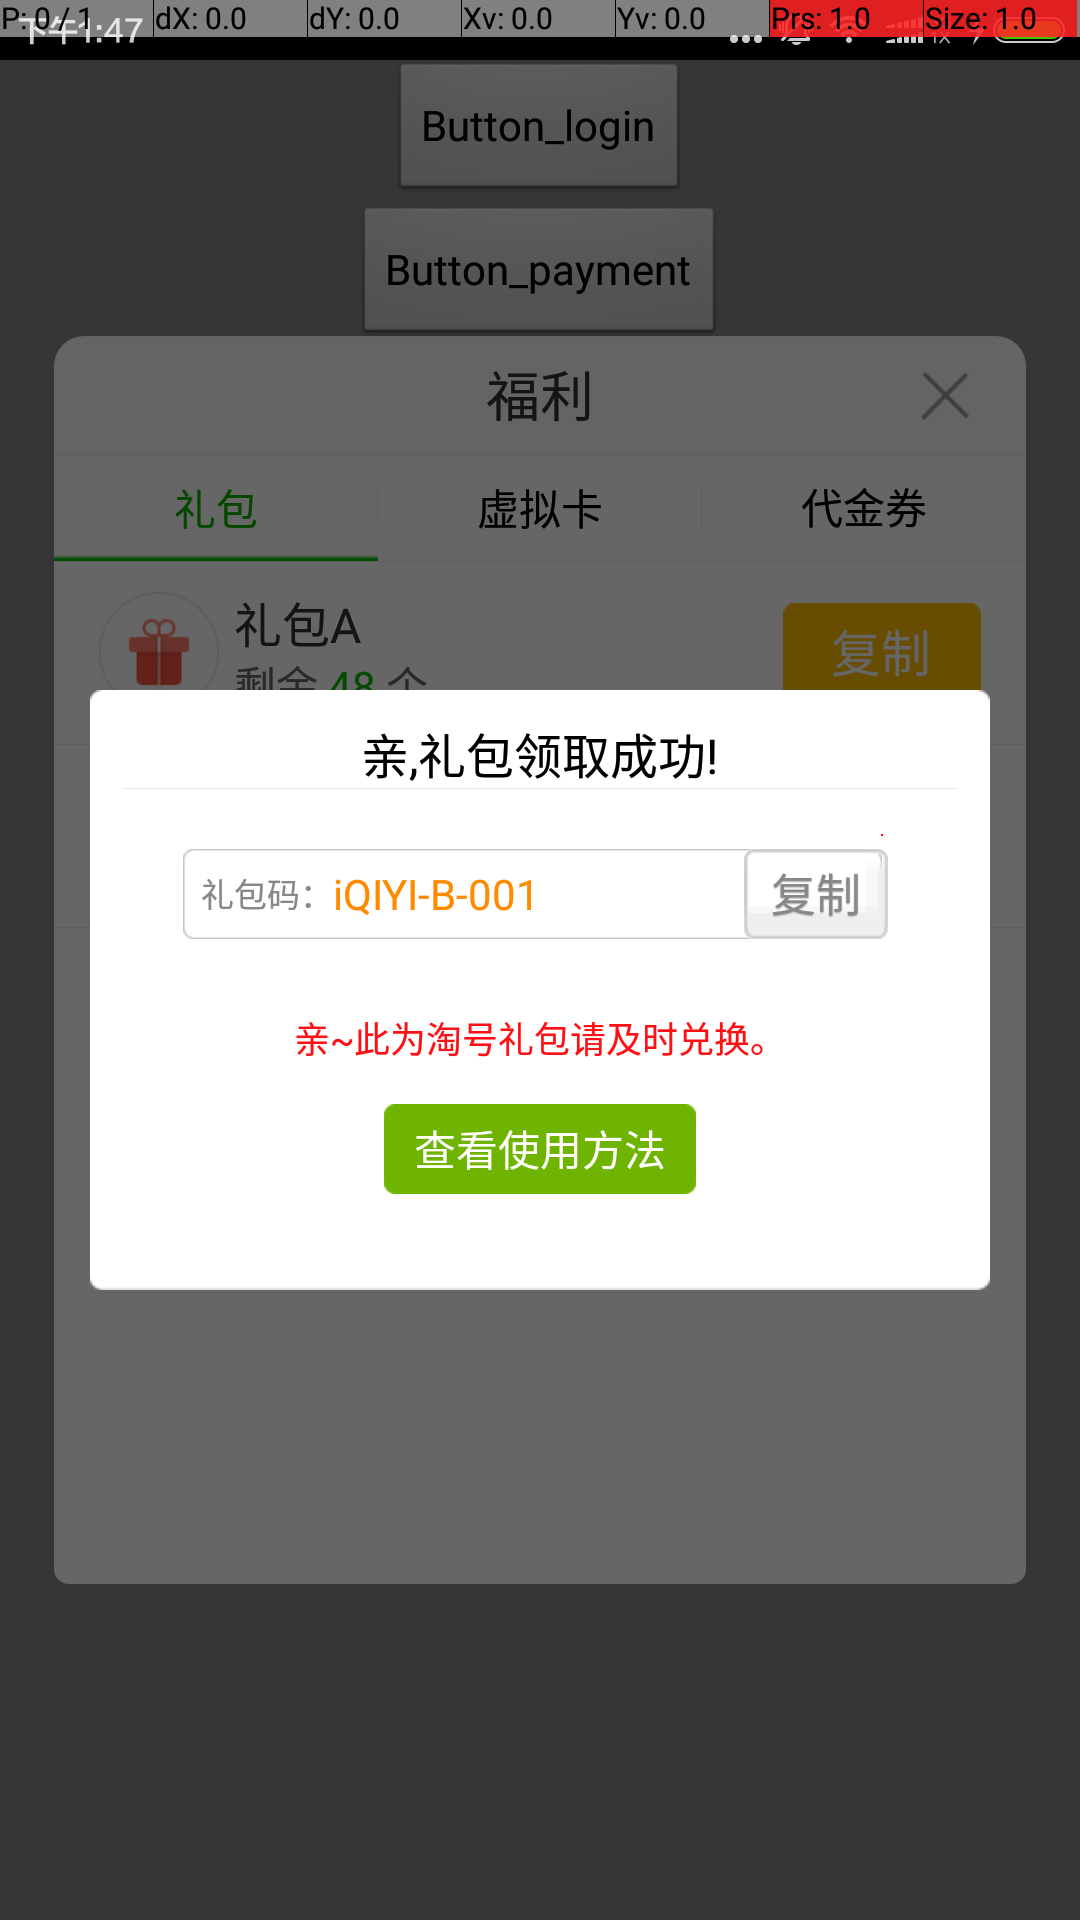 P: 0 / 1 dX: 0.0 dY: 0.0 Xv: 0.0 Yv: 0.0 Prs: 1.0 Size: 1.0
下午1:47
Button_login
Button_payment
福利
礼包 虚拟卡 代金券
礼包A
复制
剩余 48 个
亲,礼包领取成功!
礼包码： iQIYI-B-001 复制
亲~此为淘号礼包请及时兑换。
查看使用方法